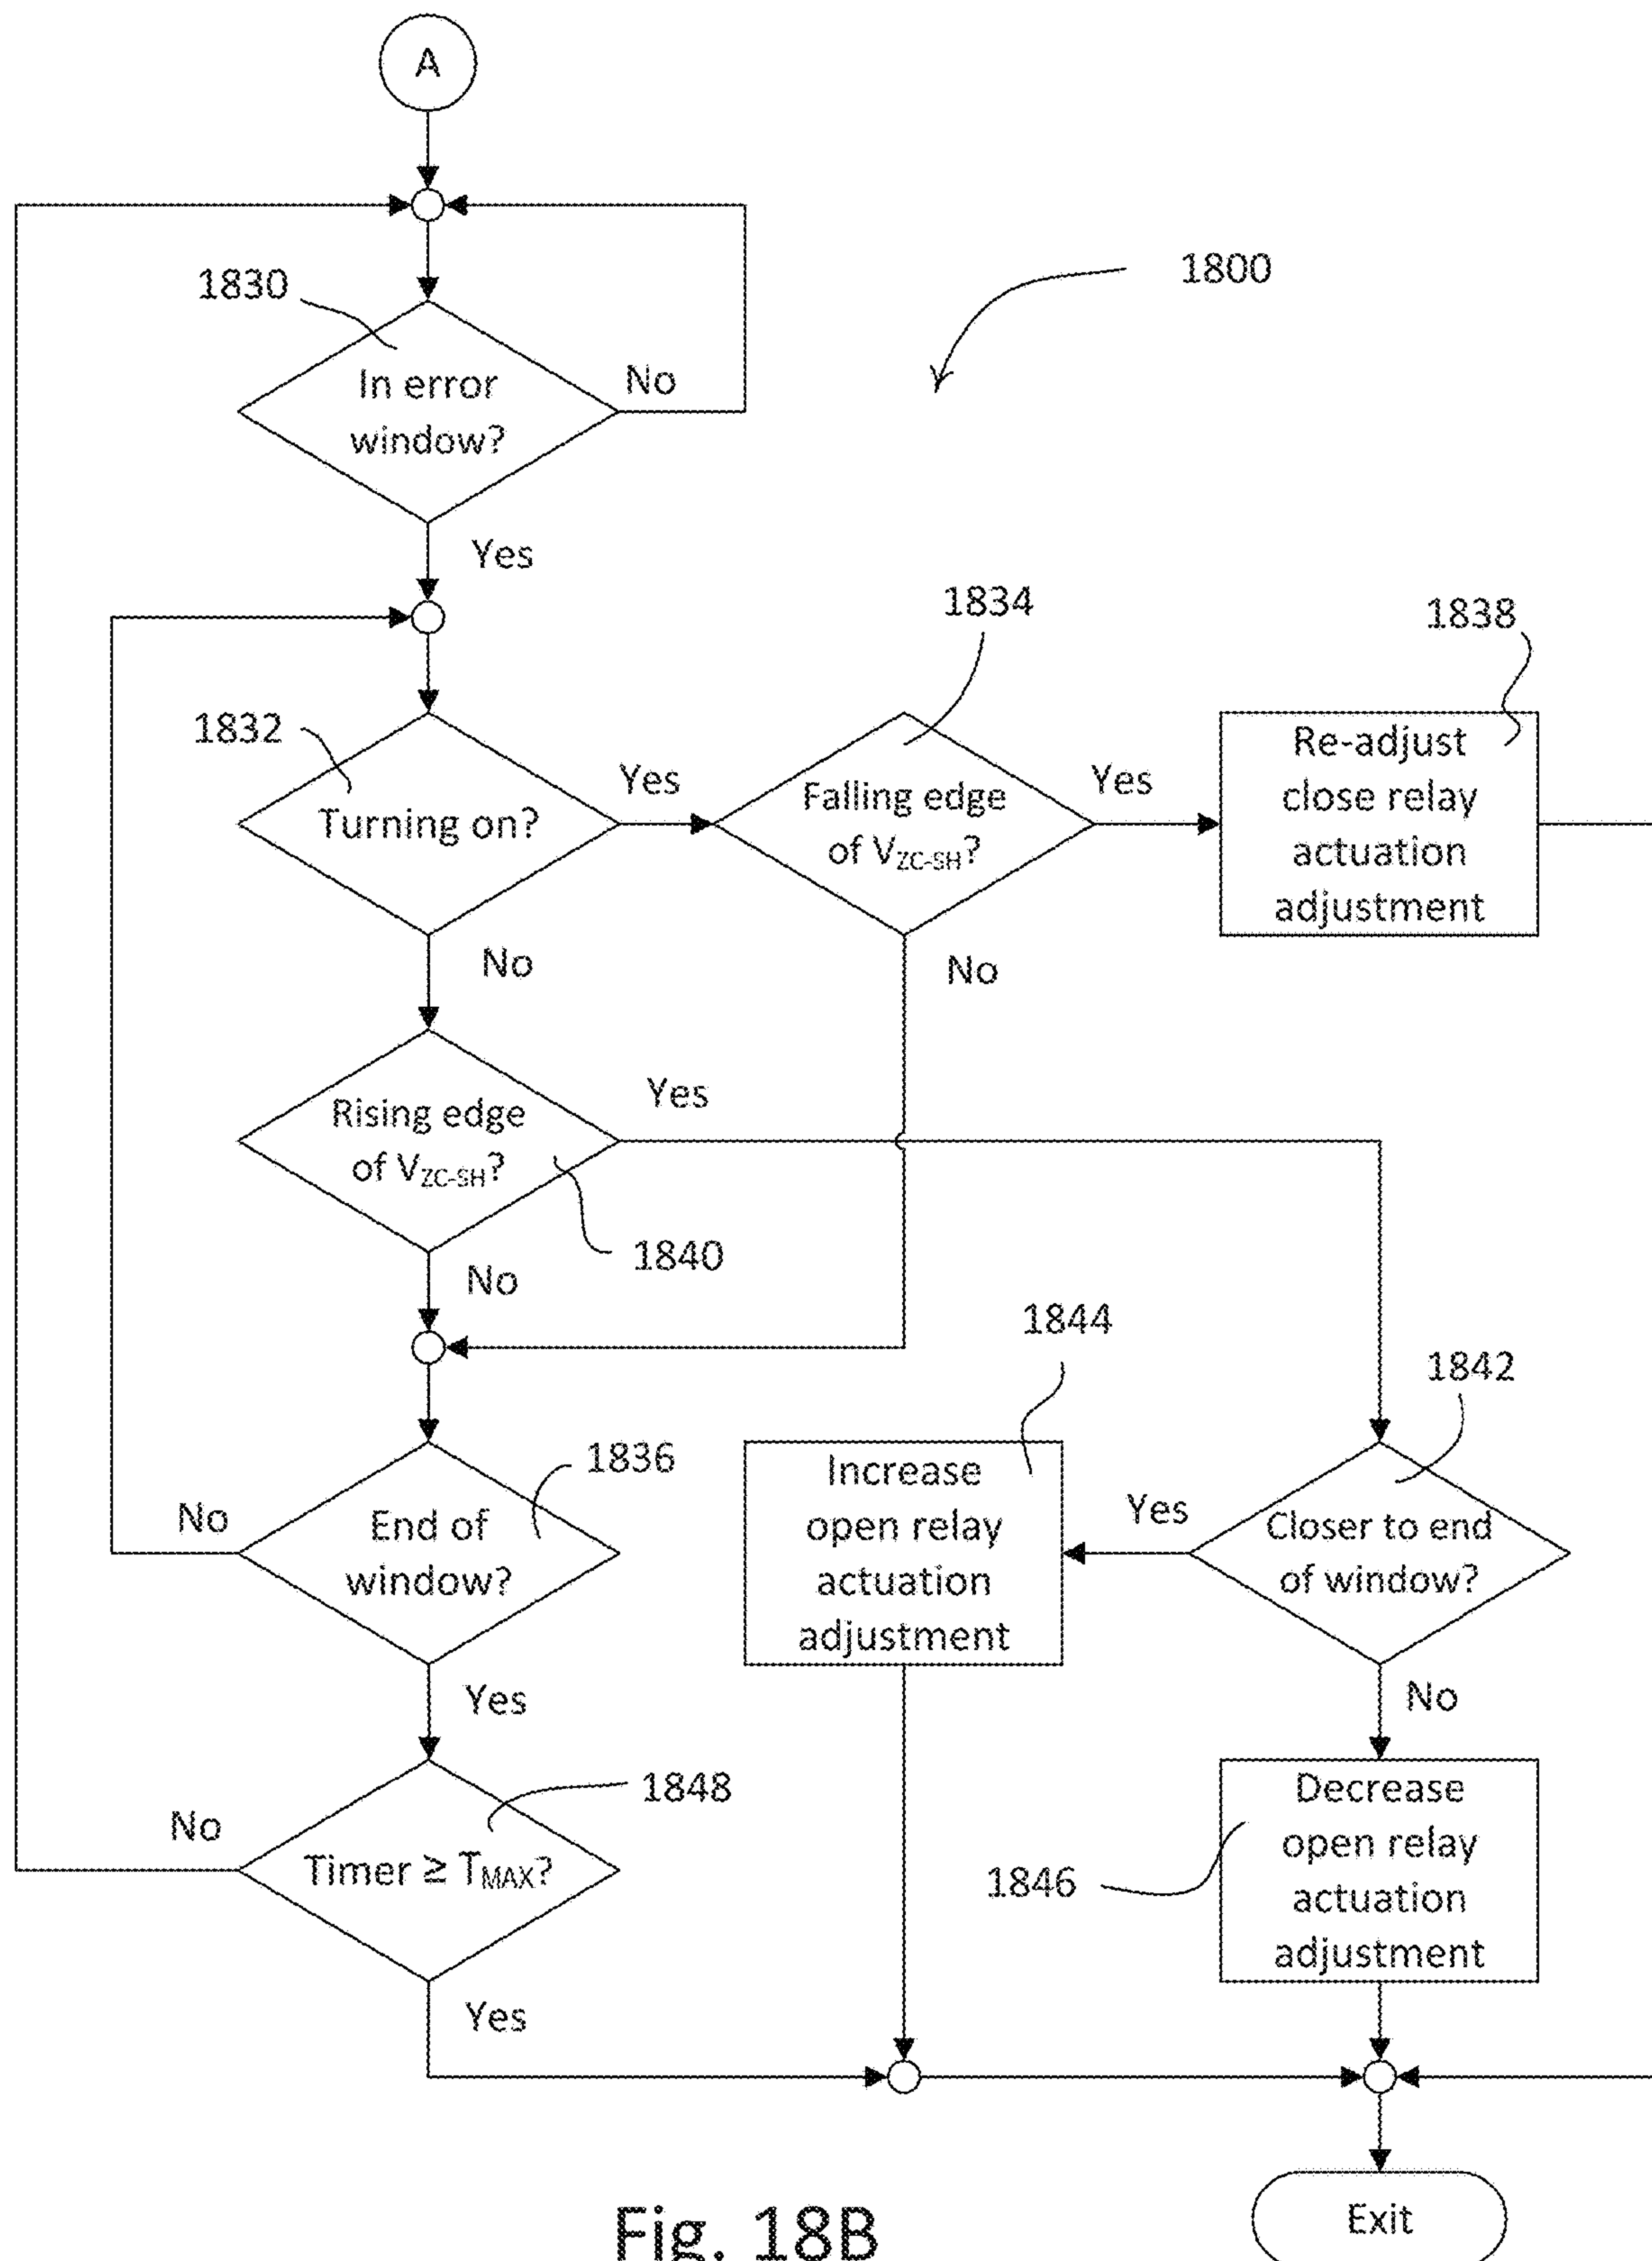 A
1830
1800
In error
window?
No
Yes
1834
1838
1832
Turning on?
Yes
Falling edge
of VZC-SH?
Yes
Re-adjust
close relay
actuation
adjustment
No
No
Rising edge
of VZC-SH?
Yes
1840
No
1844
1842
1836
End of
window?
No
Increase
open relay
actuation
adjustment
Yes
Closer to end
of window?
Yes
No
1848
Timer ≥ TMAX?
No
1846
Decrease
open relay
actuation
adjustment
Yes
Exit
Fig. 18B